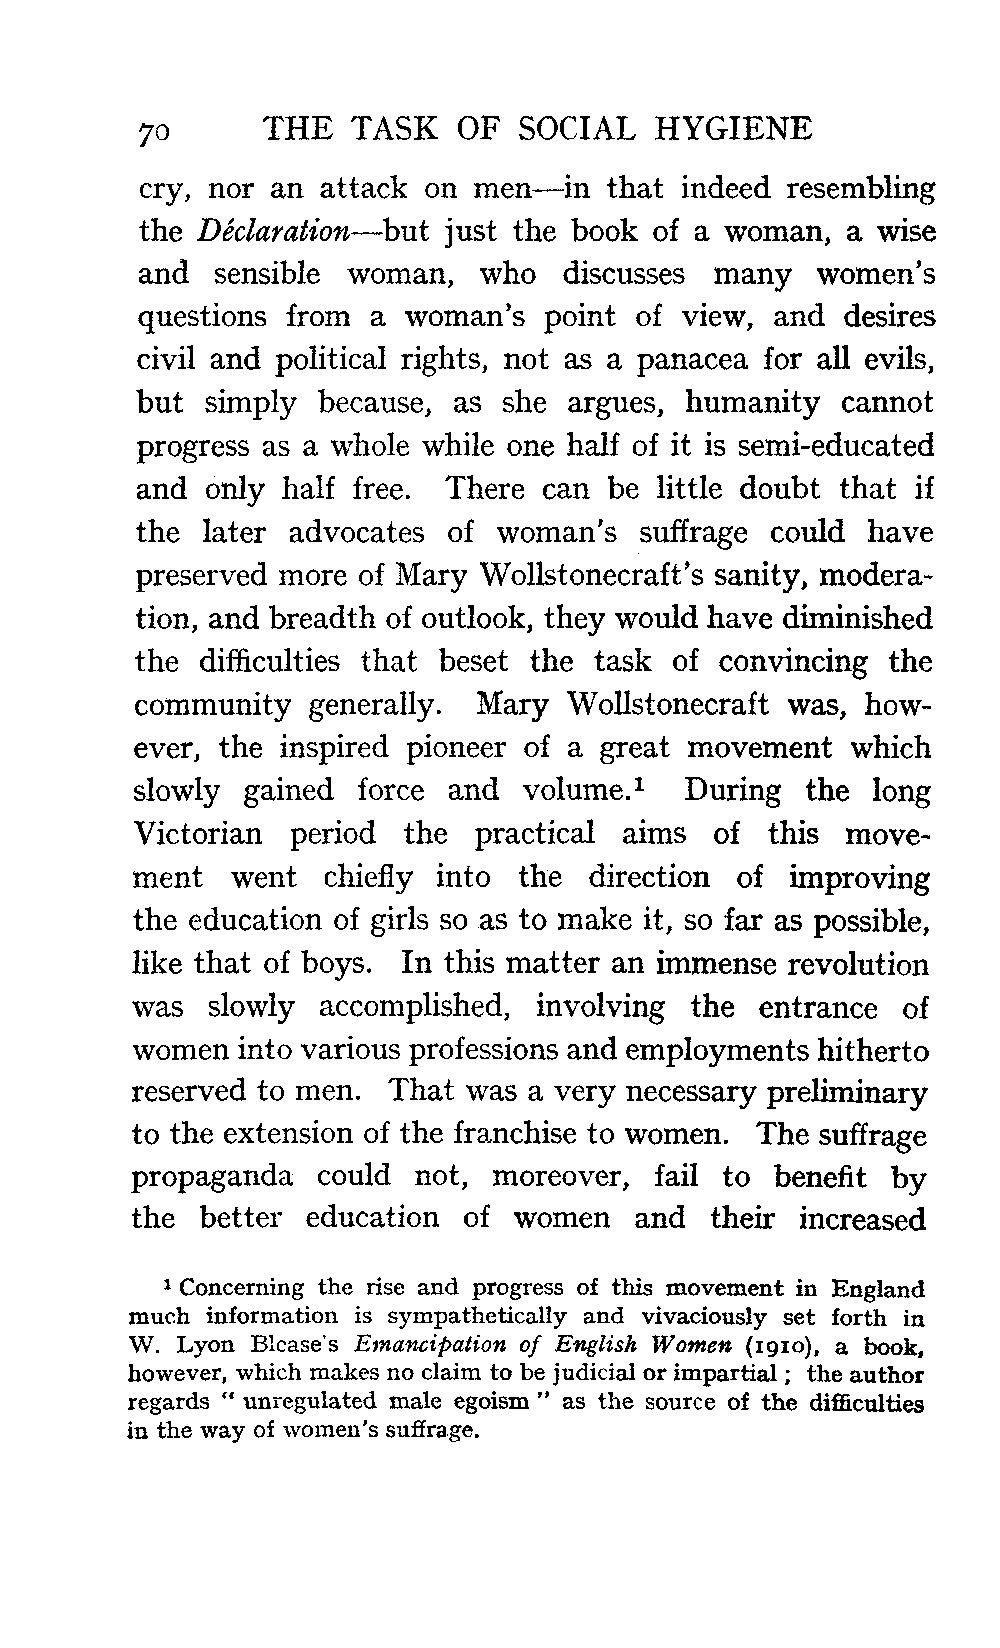 70 THE TASK OF SOCIAL HYGIENE
cry, nor an attack on men—in that indeed resembling
the Déclaration—but just the book of a woman, a wise
and sensible woman, who discusses many women's
questions from a woman's point of view, and desires
civil and political rights, not as a panacea for all evils,
but simply because, as she argues, humanity cannot
progress as a whole while one half of it is semi-educated
and only half free. There can be little doubt that if
the later advocates of woman's suffrage could have
preserved more of Mary Wollstonecraft's sanity, modera-
tion, and breadth of outlook, they would have diminished
the difficulties that beset the task of convincing the
community generally. Mary Wollstonecraft was, how-
ever, the inspired pioneer of a great movement which
slowly gained force and volume.¹ During the long
Victorian period the practical aims of this move-
ment went chiefly into the direction of improving
the education of girls so as to make it, so far as possible,
like that of boys. In this matter an immense revolution
was slowly accomplished, involving the entrance of
women into various professions and employments hitherto
reserved to men. That was a very necessary preliminary
to the extension of the franchise to women. The suffrage
propaganda could not, moreover, fail to benefit by
the better education of women and their increased
¹ Concerning the rise and progress of this movement in England
much information is sympathetically and vivaciously set forth in
W. Lyon Blease's Emancipation of English Women (1910), a book,
however, which makes no claim to be judicial or impartial ; the author
regards " unregulated male egoism " as the source of the difficulties
in the way of women's suffrage.